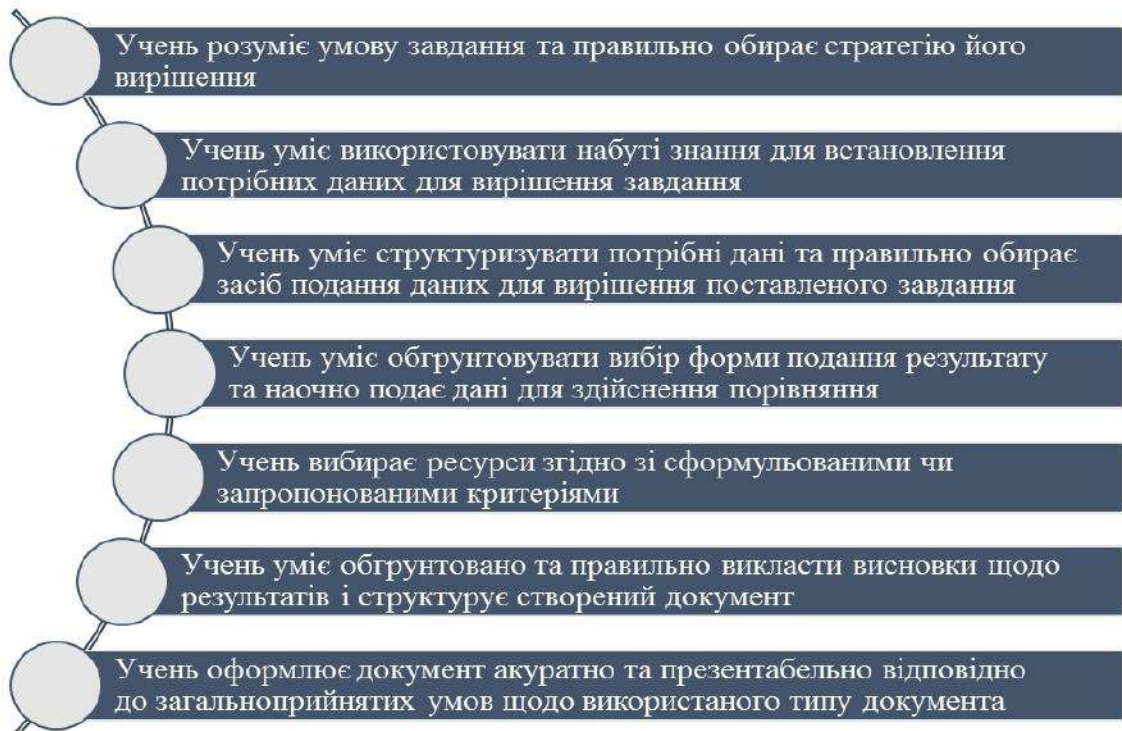 Учень розуміє умову завдання та правильно обирає стратегію його
вирішення
Учень уміє використовувати набуті знання для встановлення
потрібних даних для вирішення завдання
Учень уміє структуризувати потрібні дані та правильно обирає
засіб подання даних для вирішення поставленого завдання
Учень уміє обгрунтовувати вибір форми подання результату
та наочно подає дані для здійснення порівняння
Учень вибирає ресурси згідно зі сформульованими чи
запропонованими критеріями
Учень уміє обгрунтовано та правильно викласти висновки щодо
результатів і структурує створений документ
Учень оформлює документ акуратно та презентабельно відповідно
до загальноприйнятих умов щодо використаного типу документа